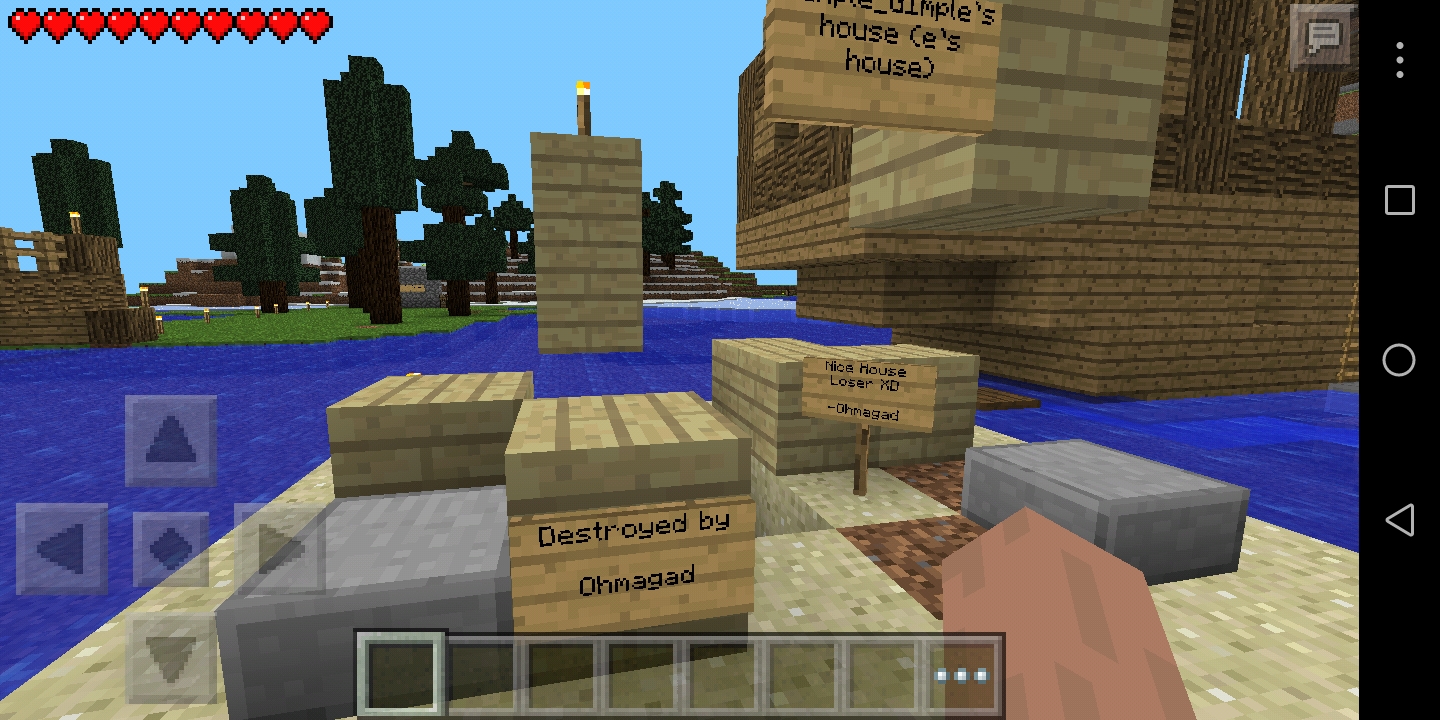 house (e's
house)
Nice House
Loser XD
-Ohmagad
Destroyed by
Ohmagad